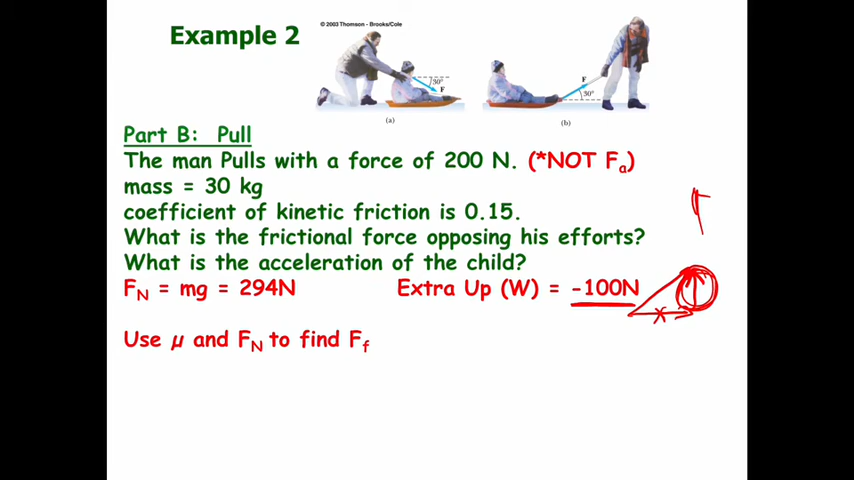 © 2003 Thomson - Brooks/Cole
Example 2
30°
F
F
30°
(a)
(b)
Part B: Pull
The man Pulls with a force of 200 N. (*NOT Fa)
mass = 30 kg
coefficient of kinetic friction is 0.15.
What is the frictional force opposing his efforts?
What is the acceleration of the child?
FN = mg = 294N Extra Up (W) = -100N
Use µ and FN to find Ff